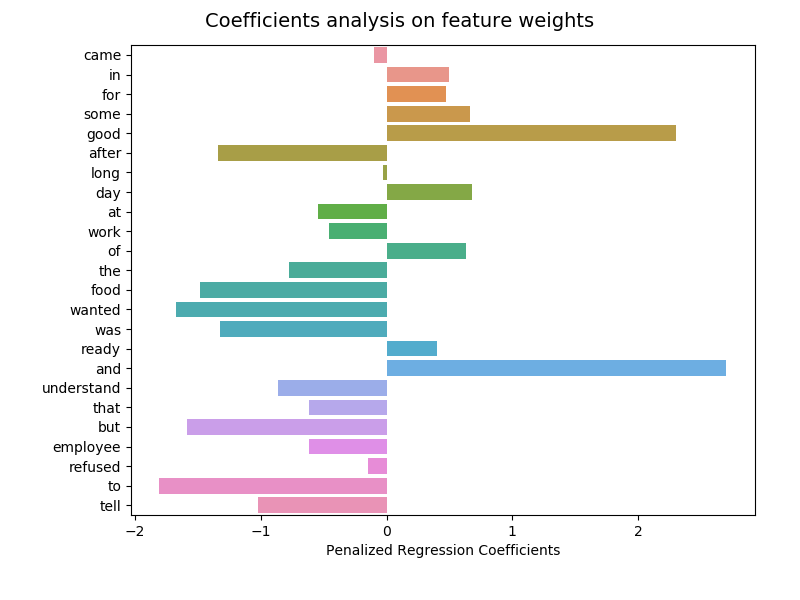 Coefficients analysis on feature weights
came
in
for
some
good
after
long
day
at
work
of
the
food
wanted
was
ready
and
understand
that
but
employee
refused
to
tell
−2 −1 0 1 2
Penalized Regression Coefficients